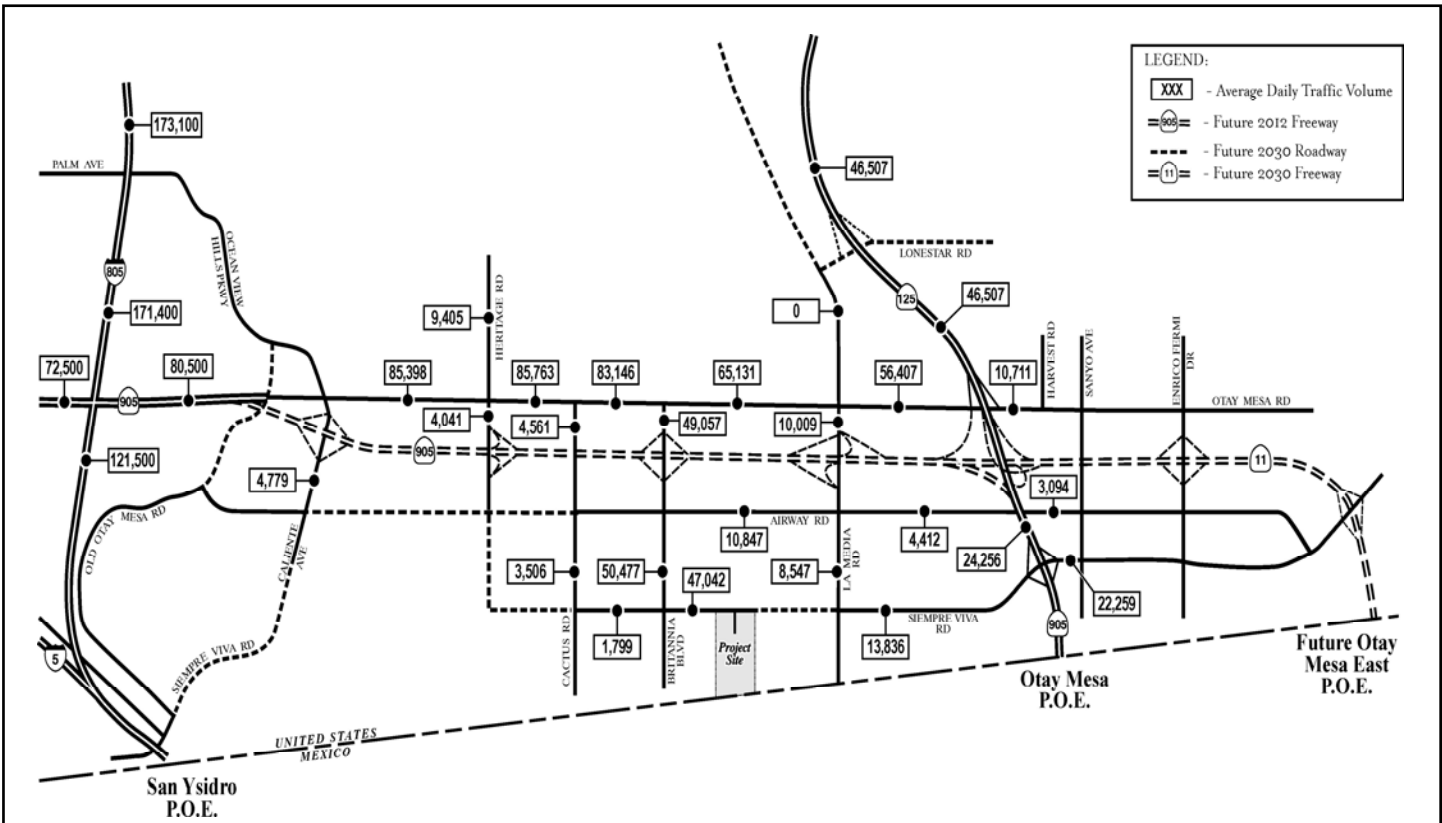 LEGEND:
XXX - Average Daily Traffic Volume
905 - Future 2012 Freeway
- Future 2030 Roadway
11 - Future 2030 Freeway
173,100
PALM AVE
OCEAN VIEW
HILLS PKWY
805
171,400
72,500
80,500
905
121,500
OLD OTAY MESA RD
4,779
CALIENTE
AVE
SIEMPRE VIVA RD
5
905
HERITAGE RD
9,405
85,398
85,763
83,146
65,131
56,407
10,711
4,041
4,561
49,057
10,009
0
46,507
LONESTAR RD
125
46,507
HARVEST RD
SANYO AVE
ENRICO FERMI
DR
OTAY MESA RD
11
3,094
AIRWAY RD
10,847
4,412
LA MEDIA
RD
24,256
3,506
50,477
47,042
8,547
22,259
1,799
13,836
SIEMPRE VIVA
RD
905
CACTUS RD
BRITANNIA
BLVD
Project
Site
Otay Mesa
P.O.E.
Future Otay
Mesa East
P.O.E.
UNITED STATES
MEXICO
San Ysidro
P.O.E.